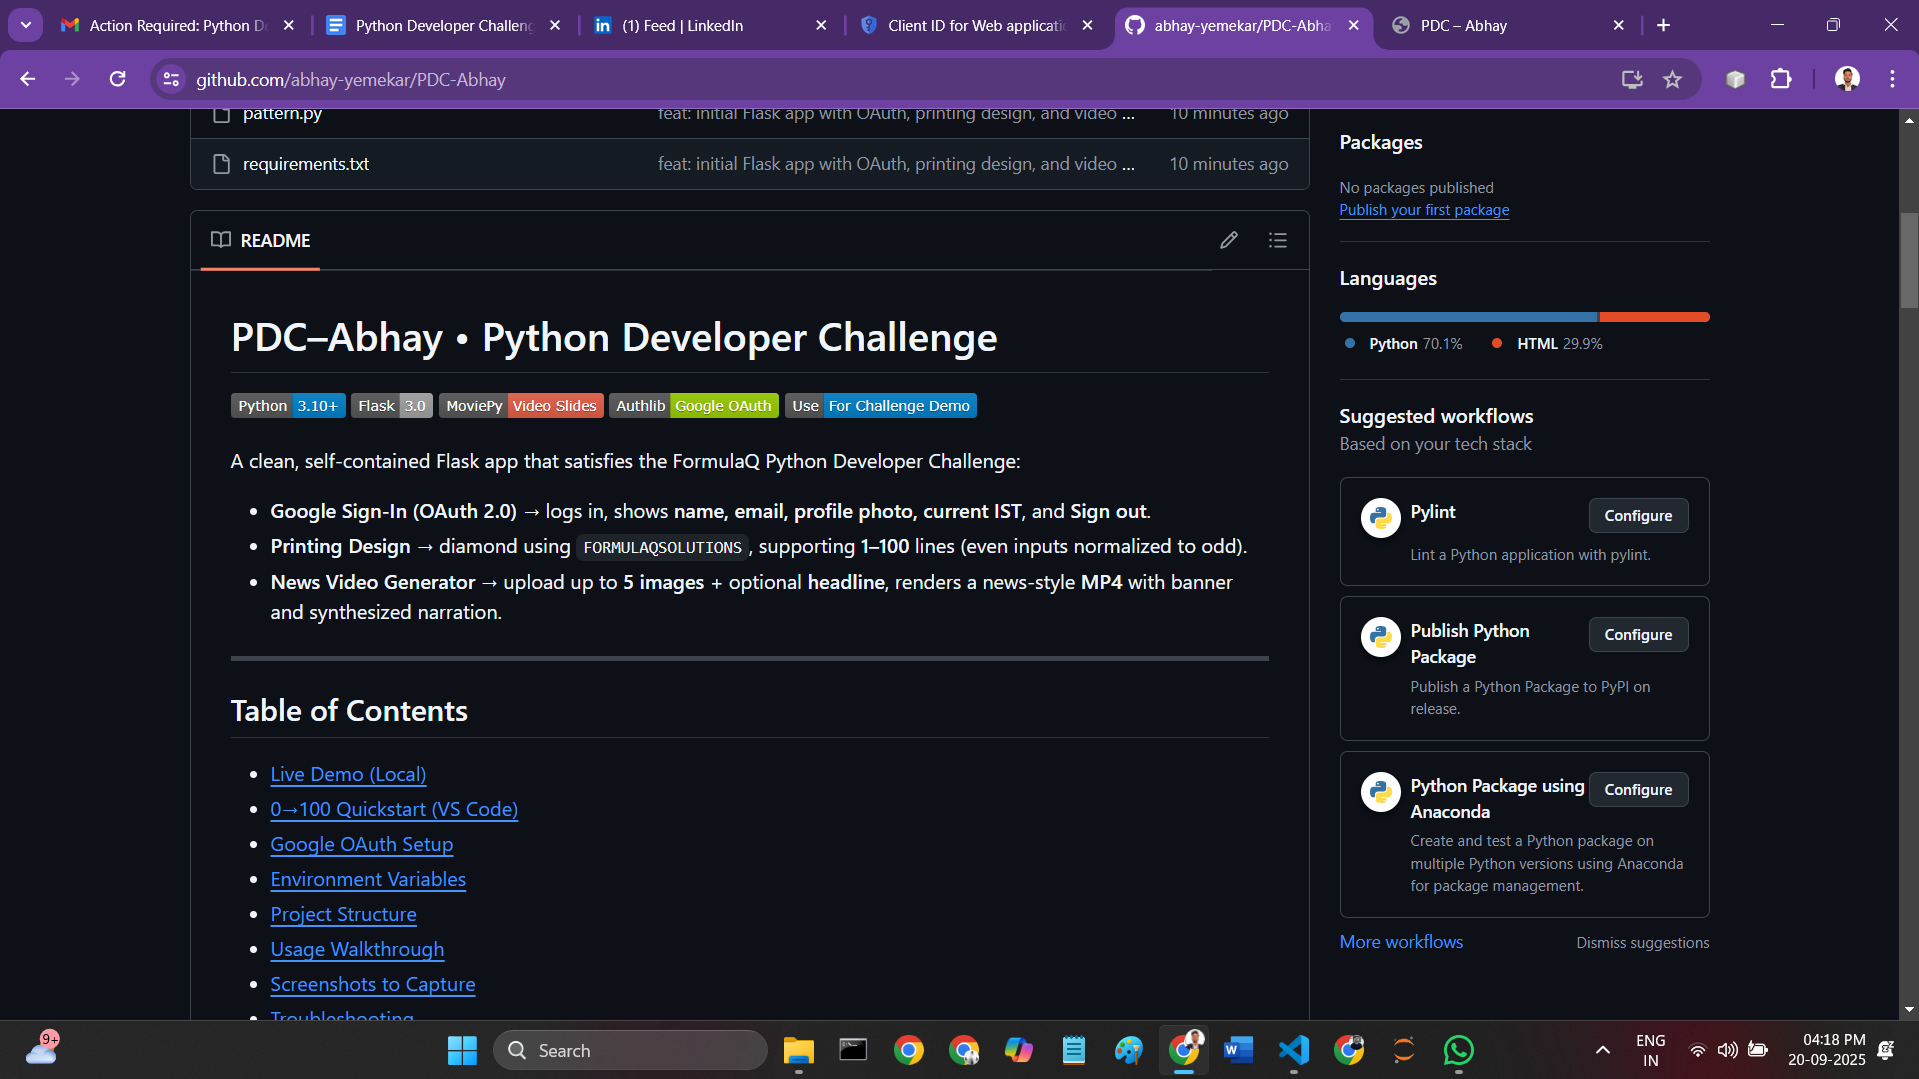 Action Required: Python De
Python Developer Challeng
(1) Feed | LinkedIn
Client ID for Web applicati
abhay-yemekar/PDC-Abha
PDC – Abhay
github.com/abhay-yemekar/PDC-Abhay
pattern.py
feat: initial Flask app with OAuth, printing design, and video ...
10 minutes ago
requirements.txt
feat: initial Flask app with OAuth, printing design, and video ...
10 minutes ago
README
PDC–Abhay • Python Developer Challenge
Python 3.10+ Flask 3.0 MoviePy Video Slides Authlib Google OAuth Use For Challenge Demo
A clean, self-contained Flask app that satisfies the FormulaQ Python Developer Challenge:
• Google Sign-In (OAuth 2.0) → logs in, shows name, email, profile photo, current IST, and Sign out.
• Printing Design → diamond using FORMULAQSOLUTIONS , supporting 1–100 lines (even inputs normalized to odd).
• News Video Generator → upload up to 5 images + optional headline, renders a news-style MP4 with banner
and synthesized narration.
Table of Contents
• Live Demo (Local)
• 0→100 Quickstart (VS Code)
• Google OAuth Setup
• Environment Variables
• Project Structure
• Usage Walkthrough
• Screenshots to Capture
• Troubleshooting
Packages
No packages published
Publish your first package
Languages
Python 70.1%
HTML 29.9%
Suggested workflows
Based on your tech stack
Pylint
Configure
Lint a Python application with pylint.
Publish Python
Package
Configure
Publish a Python Package to PyPI on
release.
Python Package using
Anaconda
Configure
Create and test a Python package on
multiple Python versions using Anaconda
for package management.
More workflows
Dismiss suggestions
9+
Search
ENG
IN
04:18 PM
20-09-2025